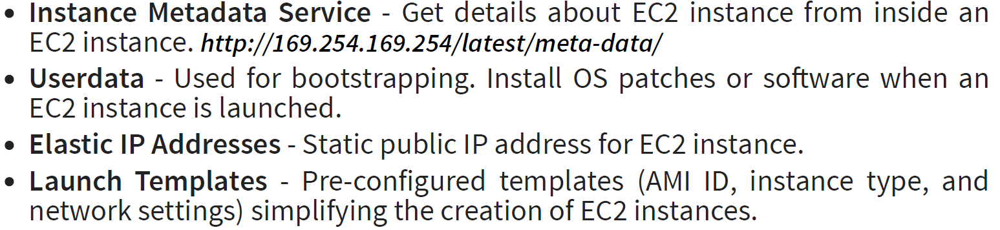 • Instance Metadata Service - Get details about EC2 instance from inside an
EC2 instance. http://169.254.169.254/latest/meta-data/
• Userdata - Used for bootstrapping. Install OS patches or software when an
EC2 instance is launched.
• Elastic IP Addresses - Static public IP address for EC2 instance.
• Launch Templates - Pre-configured templates (AMI ID, instance type, and
network settings) simplifying the creation of EC2 instances.